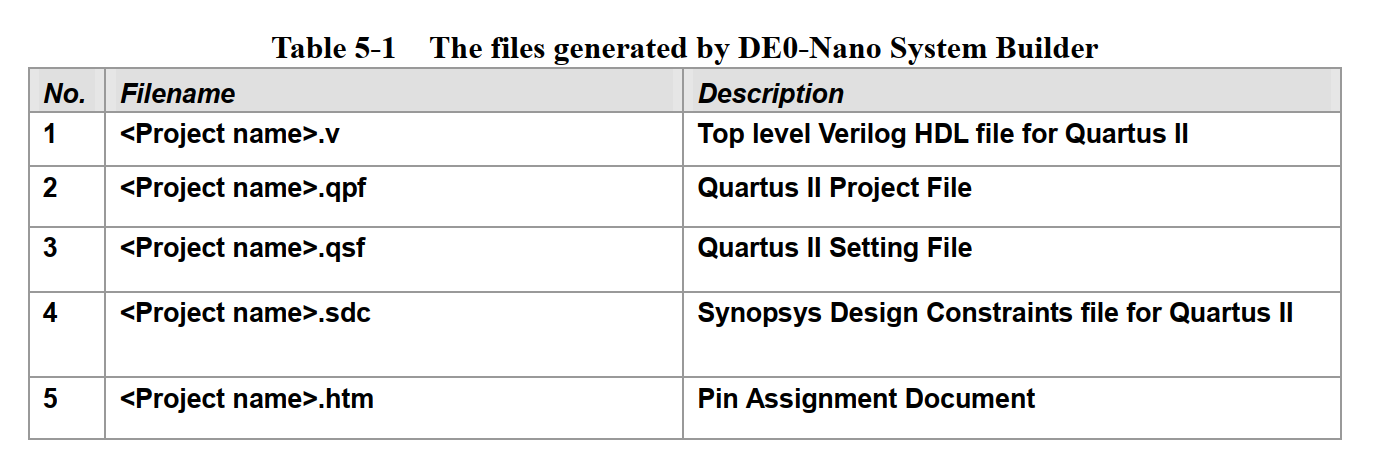 Table 5-1 The files generated by DE0-Nano System Builder
No. Filename Description
1 <Project name>.v Top level Verilog HDL file for Quartus II
2 <Project name>.qpf Quartus II Project File
3 <Project name>.qsf Quartus II Setting File
4 <Project name>.sdc Synopsys Design Constraints file for Quartus II
5 <Project name>.htm Pin Assignment Document